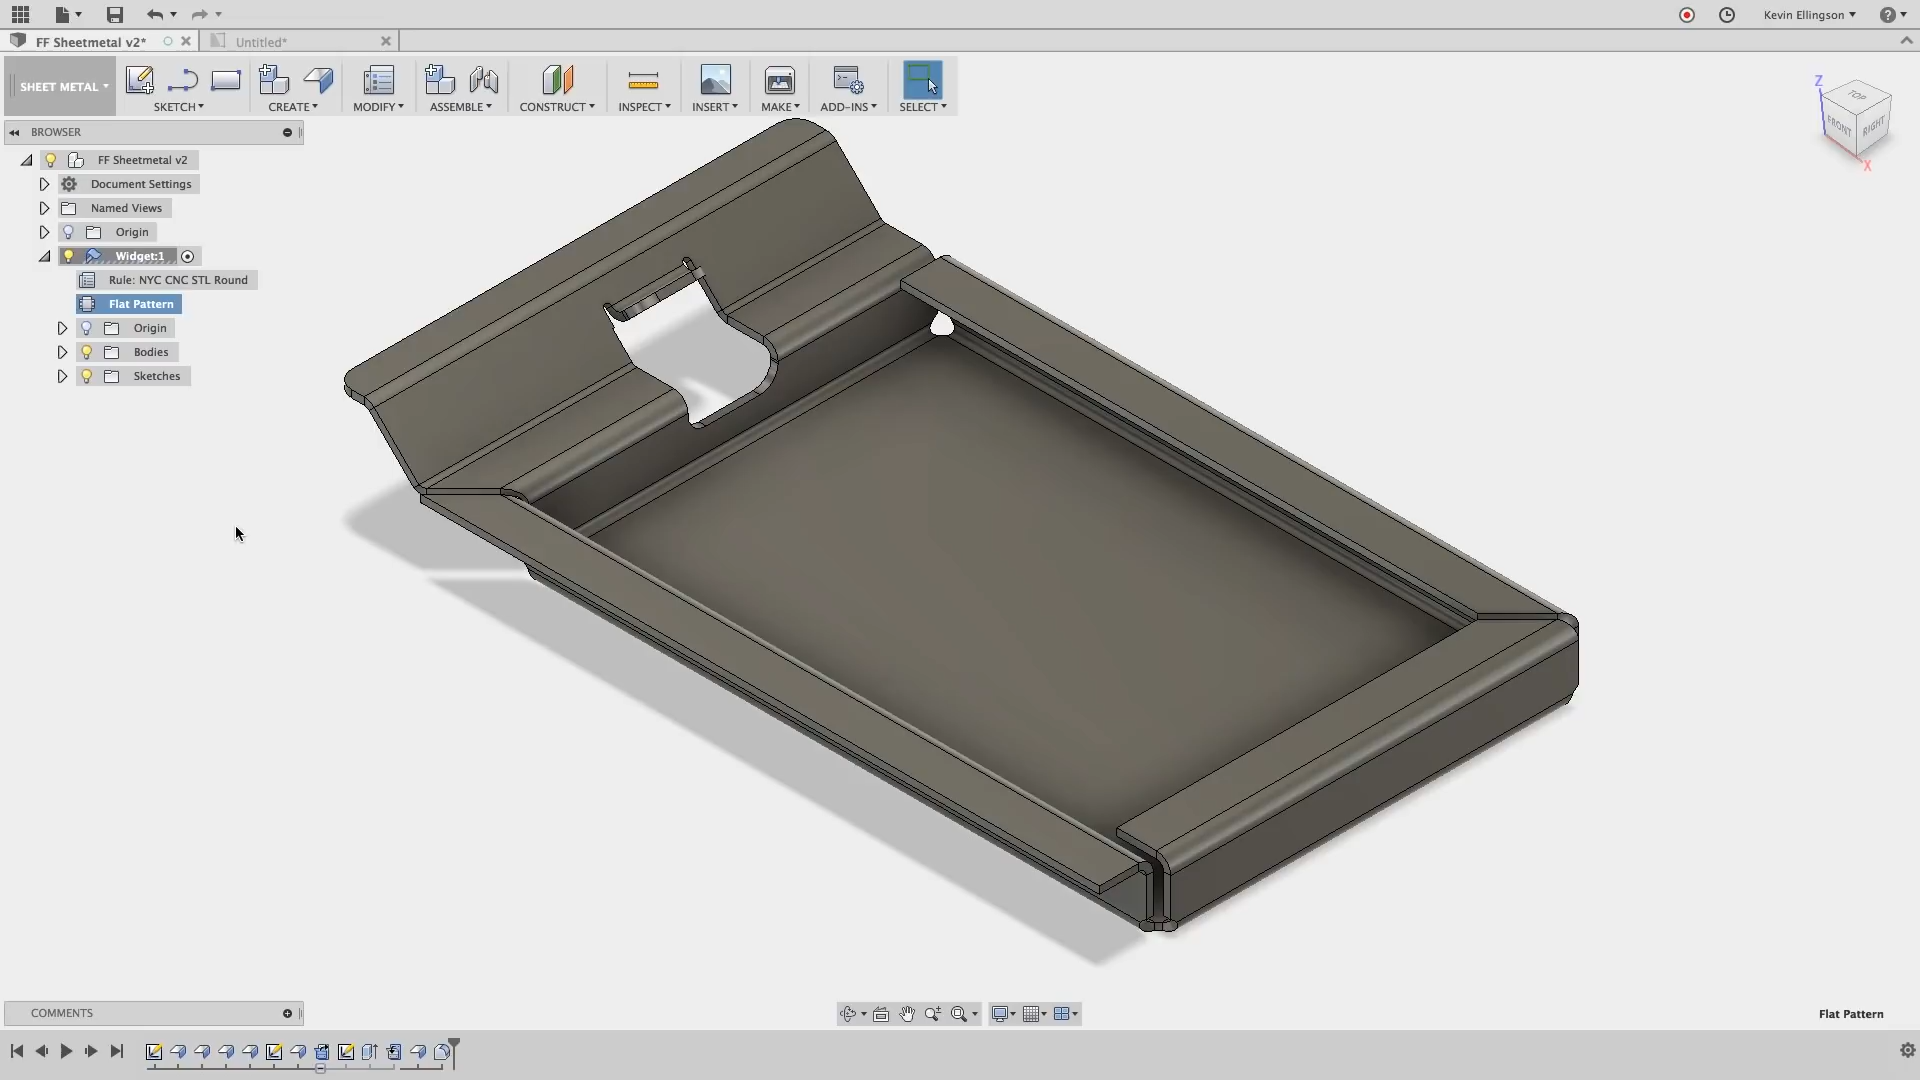 Kevin Ellingson
FF Sheetmetal v2*
Untitled*
SHEET METAL
SKETCH
CREATE
MODIFY
ASSEMBLE
CONSTRUCT
INSPECT
INSERT
MAKE
ADD-INS
SELECT
Z
TOP
FRONT
RIGHT
X
BROWSER
FF Sheetmetal v2
Document Settings
Named Views
Origin
Widget:1
Rule: NYC CNC STL Round
Flat Pattern
Origin
Bodies
Sketches
COMMENTS
Flat Pattern